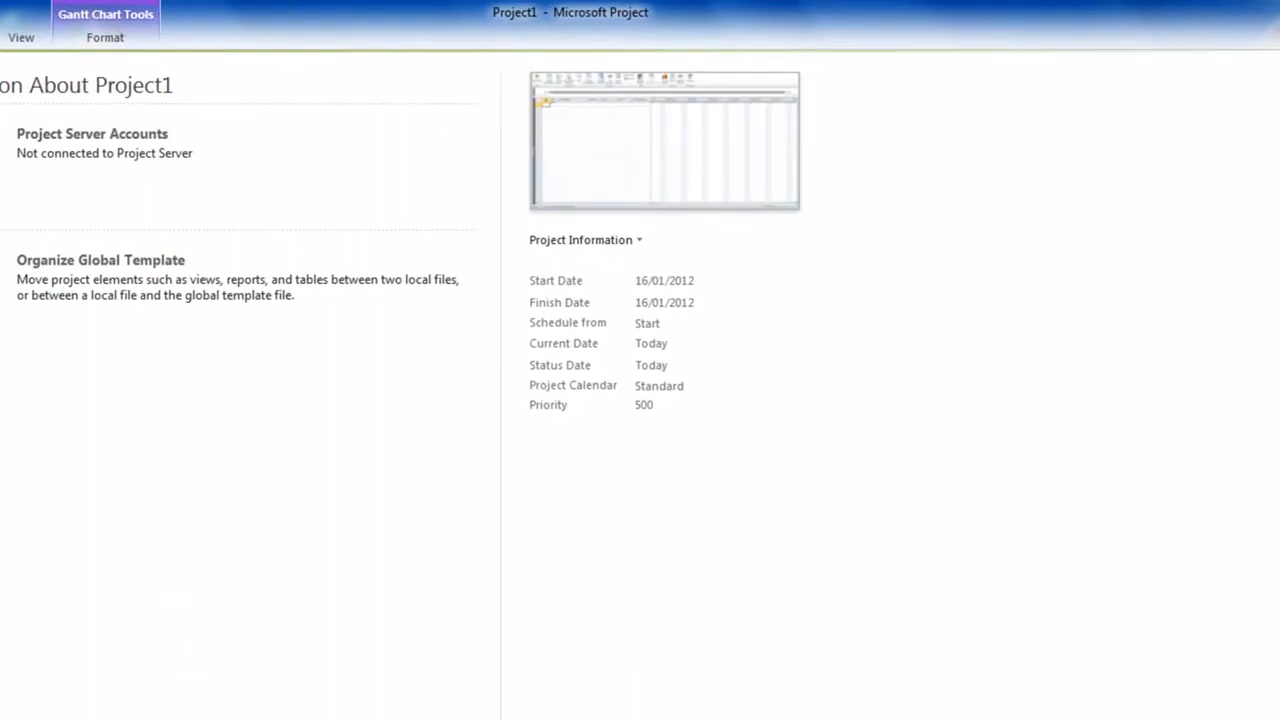 Gantt Chart Tools
Project1 - Microsoft Project
View
Format
on About Project1
Project Server Accounts
Not connected to Project Server
Organize Global Template
Move project elements such as views, reports, and tables between two local files,
or between a local file and the global template file.
Project Information
Start Date 16/01/2012
Finish Date 16/01/2012
Schedule from Start
Current Date Today
Status Date Today
Project Calendar Standard
Priority 500